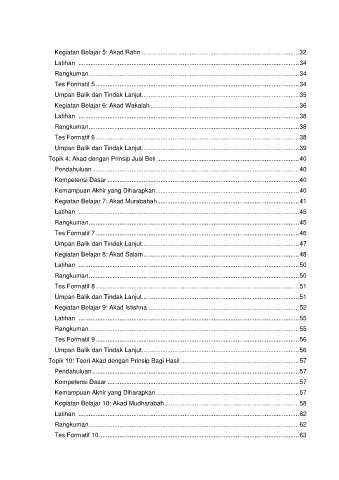 Kegiatan Belajar 5: Akad Rahn ........ 32
Latihan ........ 34
Rangkuman ........ 34
Tes Formatif 5 ........ 34
Umpan Balik dan Tindak Lanjut ........ 35
Kegiatan Belajar 6: Akad Wakalah ........ 36
Latihan ........ 38
Rangkuman ........ 38
Tes Formatif 6 ........ 38
Umpan Balik dan Tindak Lanjut ........ 39
Topik 4: Akad dengan Prinsip Jual Beli ........ 40
Pendahuluan ........ 40
Kompetensi Dasar ........ 40
Kemampuan Akhir yang Diharapkan ........ 40
Kegiatan Belajar 7: Akad Murabahah ........ 41
Latihan ........ 45
Rangkuman ........ 45
Tes Formatif 7 ........ 46
Umpan Balik dan Tindak Lanjut ........ 47
Kegiatan Belajar 8: Akad Salam ........ 48
Latihan ........ 50
Rangkuman ........ 50
Tes Formatif 8 ........ 51
Umpan Balik dan Tindak Lanjut ........ 51
Kegiatan Belajar 9: Akad Istishna ........ 52
Latihan ........ 55
Rangkuman ........ 55
Tes Formatif 9 ........ 56
Umpan Balik dan Tindak Lanjut ........ 56
Topik 10: Teori Akad dengan Prinsip Bagi Hasil ........ 57
Pendahuluan ........ 57
Kompetensi Dasar ........ 57
Kemampuan Akhir yang Diharapkan ........ 57
Kegiatan Belajar 10: Akad Mudharabah ........ 58
Latihan ........ 62
Rangkuman ........ 62
Tes Formatif 10 ........ 63